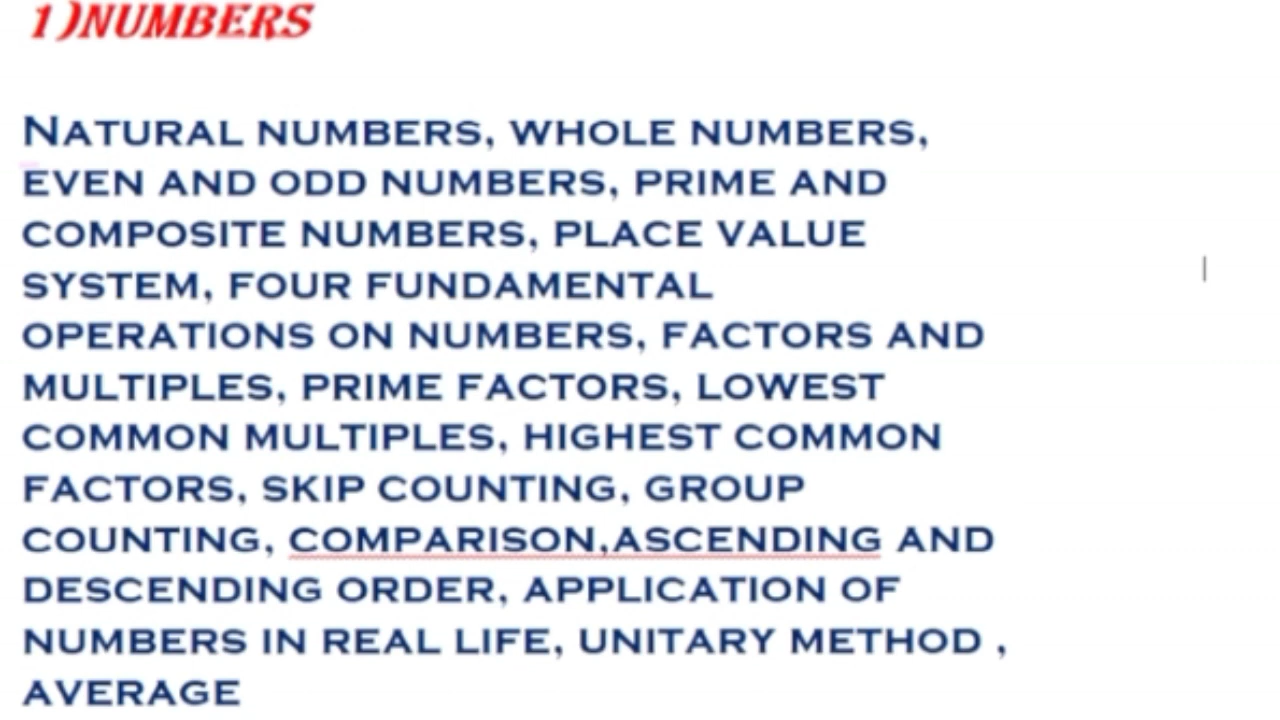 1)NUMBERS
NATURAL NUMBERS, WHOLE NUMBERS,
EVEN AND ODD NUMBERS, PRIME AND
COMPOSITE NUMBERS, PLACE VALUE
SYSTEM, FOUR FUNDAMENTAL
OPERATIONS ON NUMBERS, FACTORS AND
MULTIPLES, PRIME FACTORS, LOWEST
COMMON MULTIPLES, HIGHEST COMMON
FACTORS, SKIP COUNTING, GROUP
COUNTING, COMPARISON,ASCENDING AND
DESCENDING ORDER, APPLICATION OF
NUMBERS IN REAL LIFE, UNITARY METHOD ,
AVERAGE